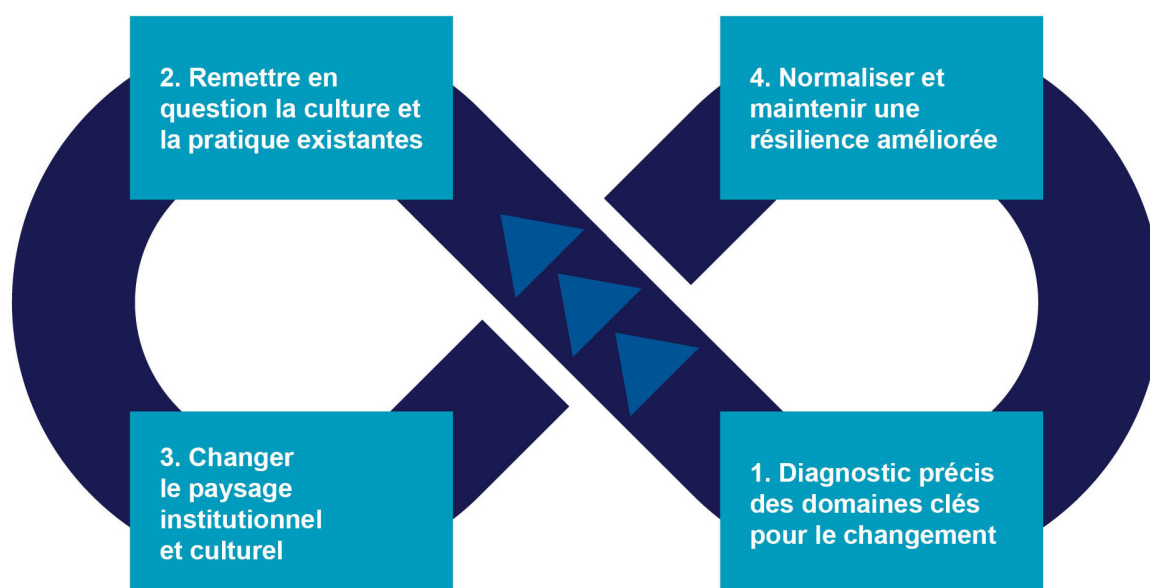 2. Remettre en
question la culture et
la pratique existantes
4. Normaliser et
maintenir une
résilience améliorée
3. Changer
le paysage
institutionnel
et culturel
1. Diagnostic précis
des domaines clés
pour le changement